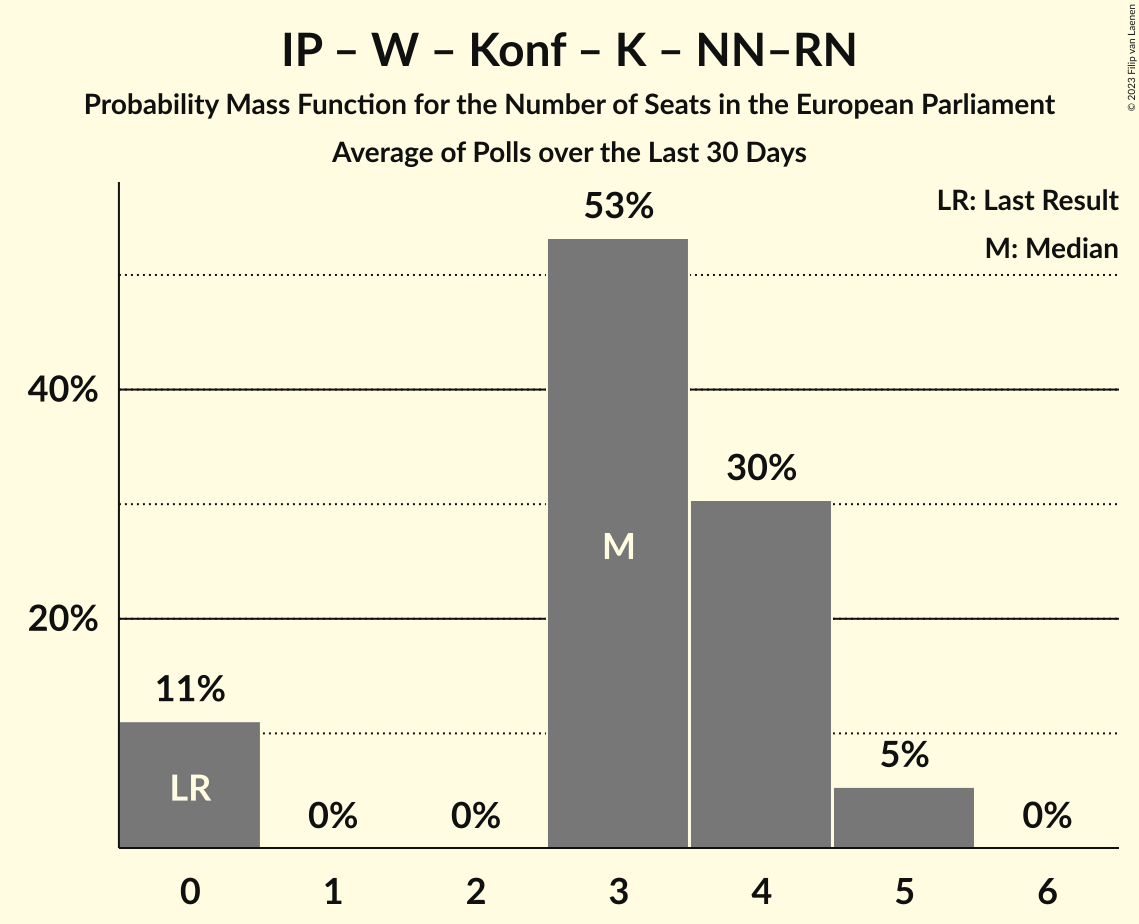 IP – W – Konf – K – NN–RN
Probability Mass Function for the Number of Seats in the European Parliament
Average of Polls over the Last 30 Days
© 2023 Filip van Laenen
LR: Last Result
M: Median
53%
40%
30%
M
20%
11%
LR
5%
0%
0%
0%
0 1 2 3 4 5 6